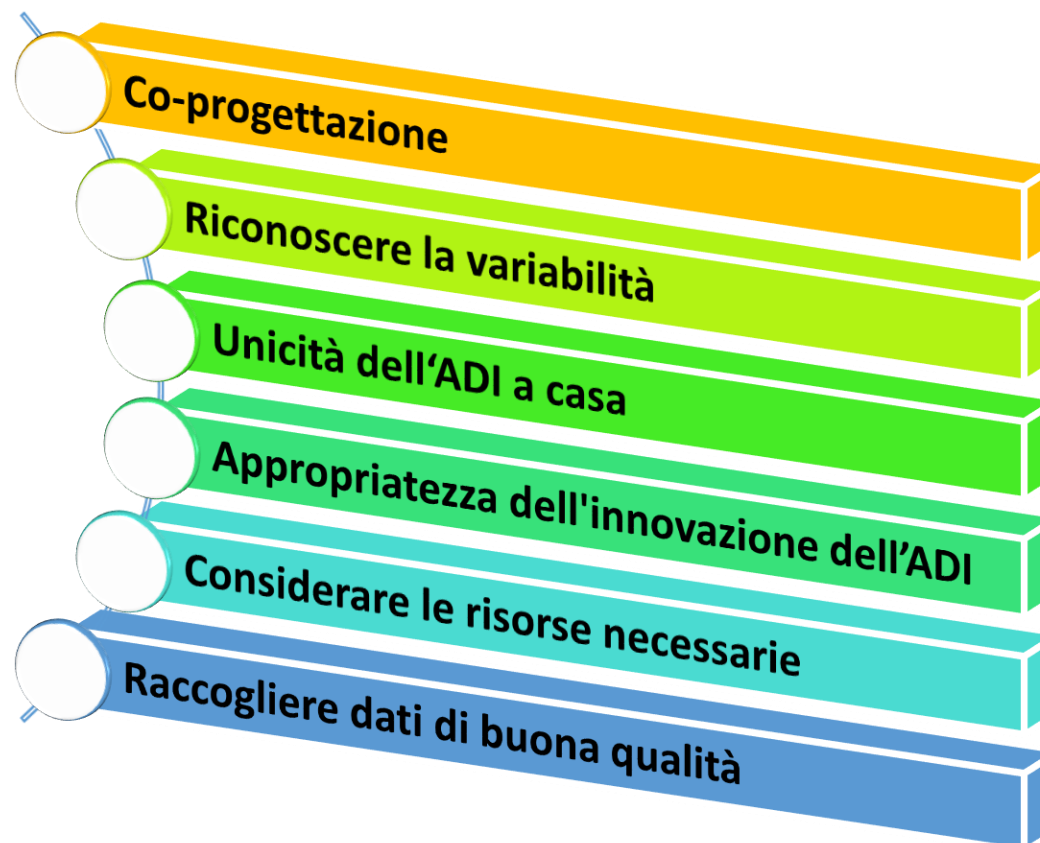 Co-progettazione
Riconoscere la variabilità
Unicità dell‘ADI a casa
Appropriatezza dell'innovazione dell’ADI
Considerare le risorse necessarie
Raccogliere dati di buona qualità